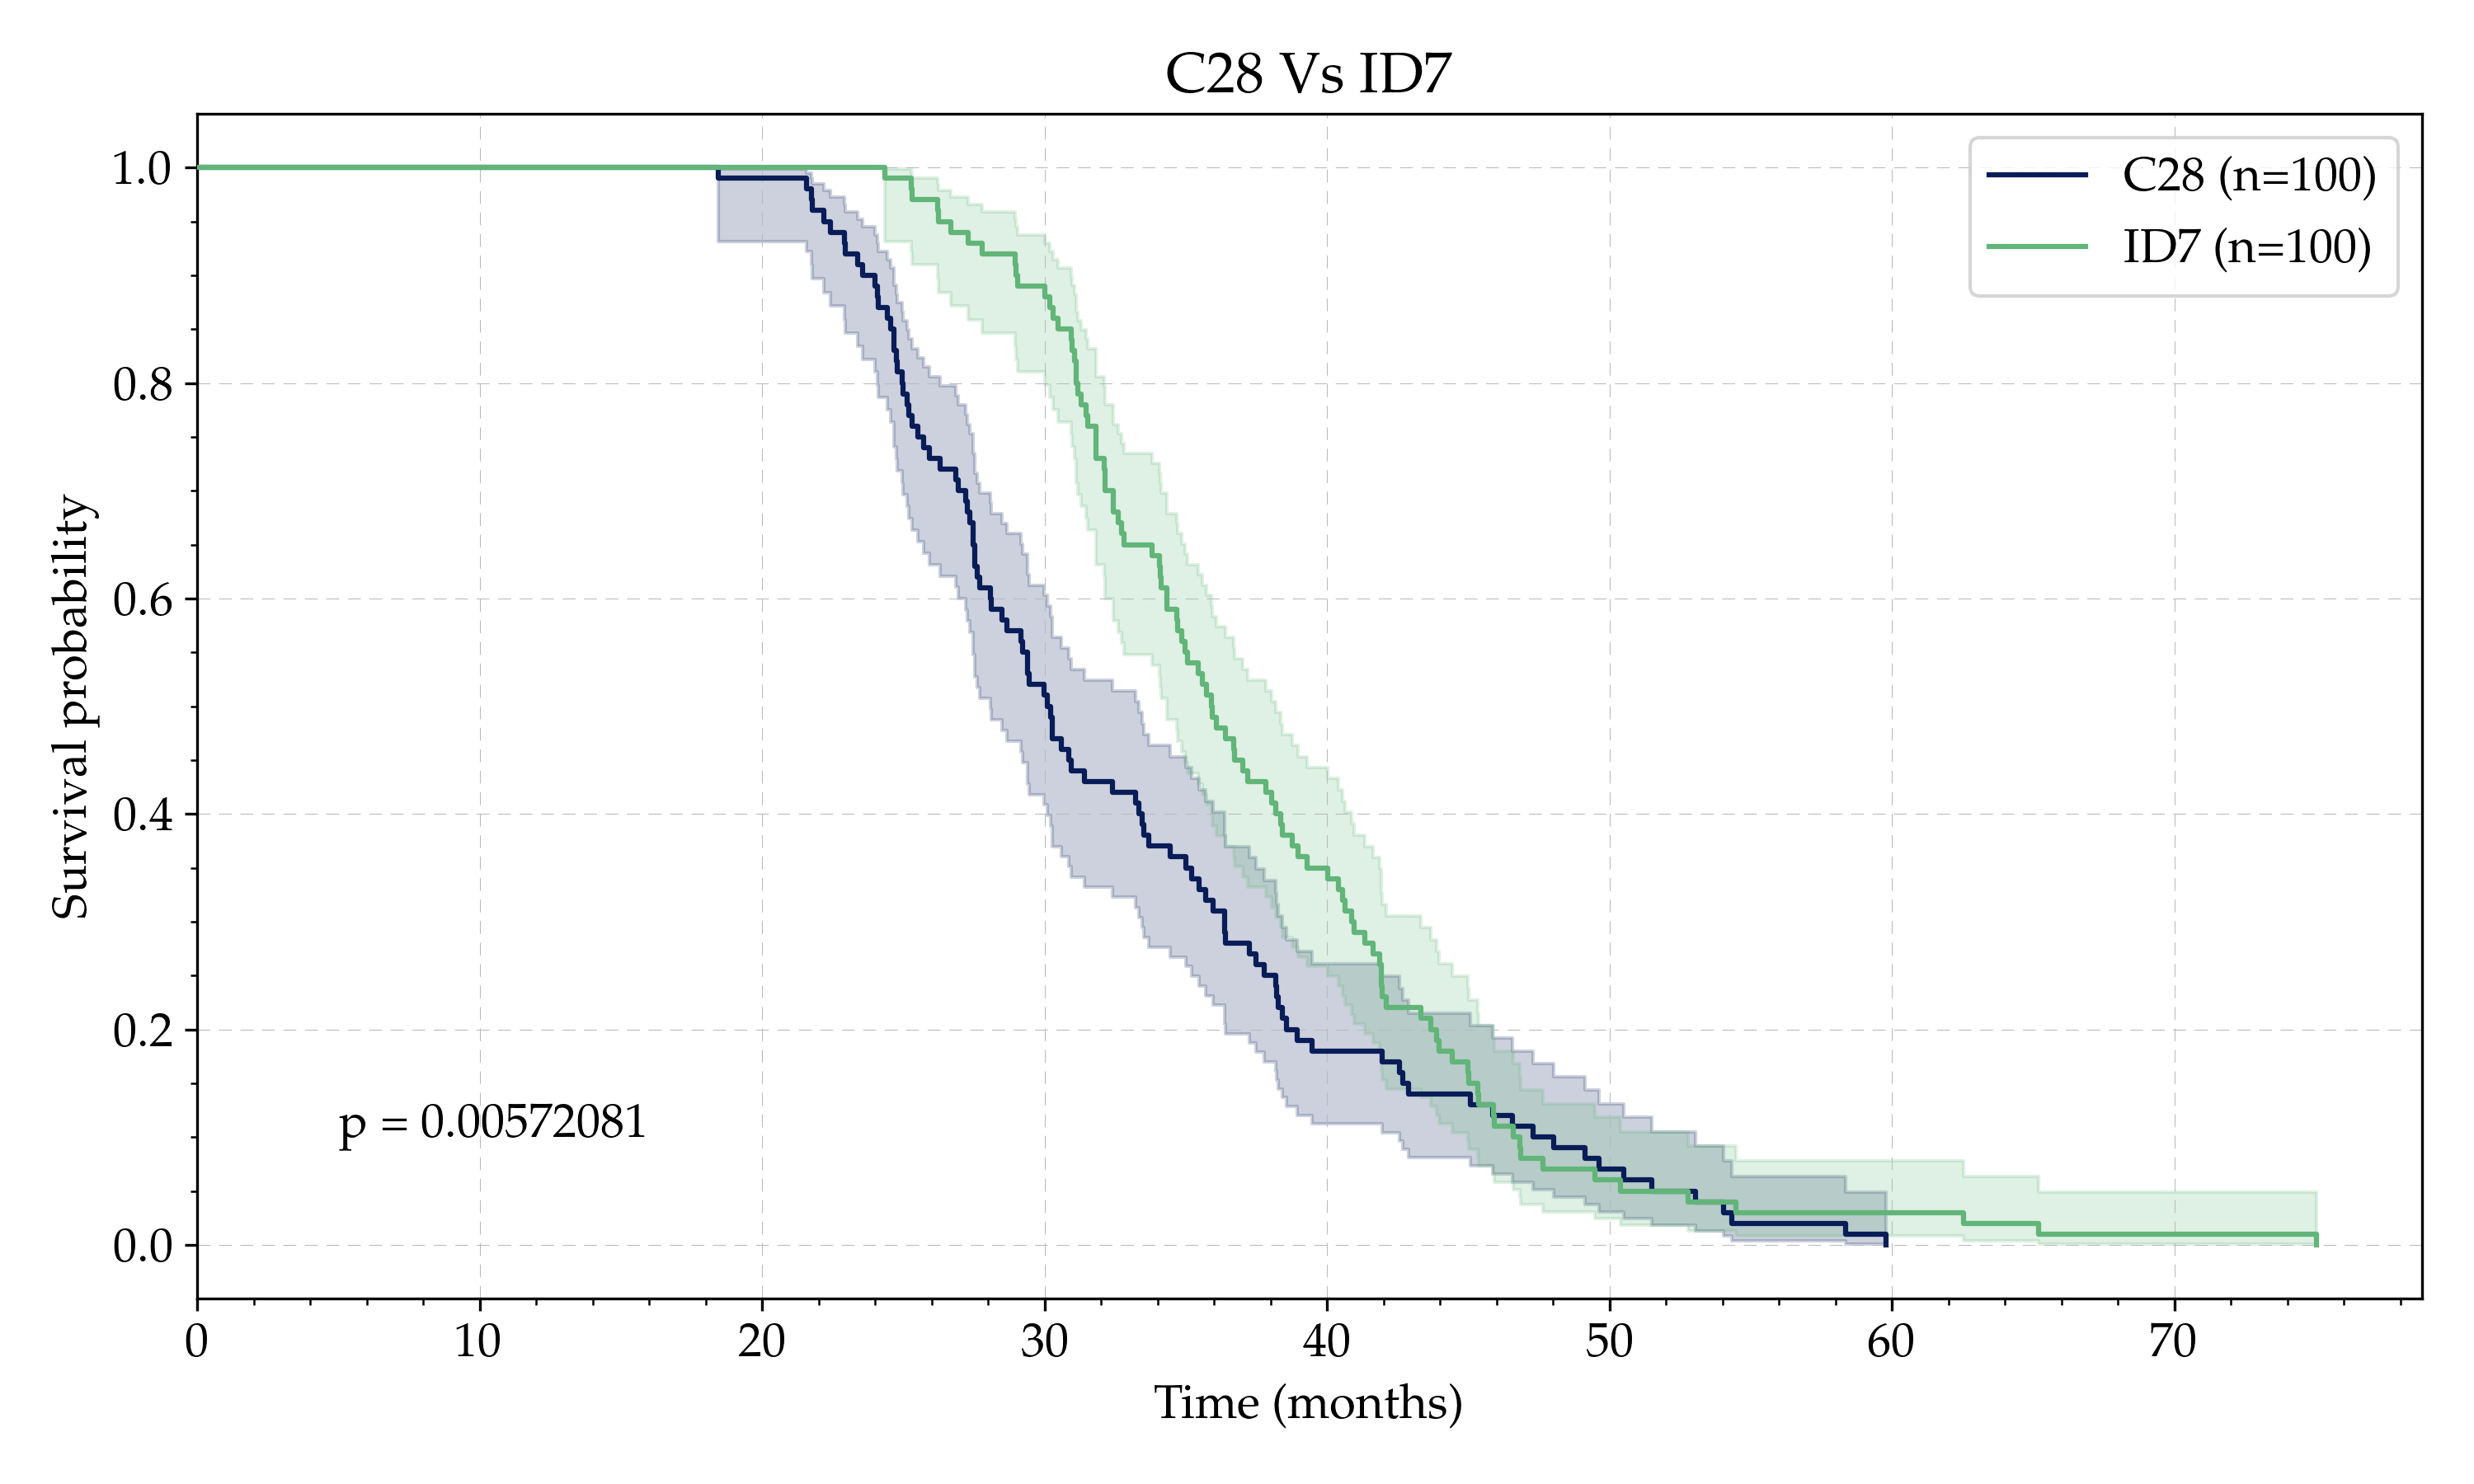 C28 Vs ID7
C28 (n=100)
ID7 (n=100)
Survival probability
1.0
0.8
0.6
0.4
0.2
0.0
p = 0.00572081
0 10 20 30 40 50 60 70
Time (months)